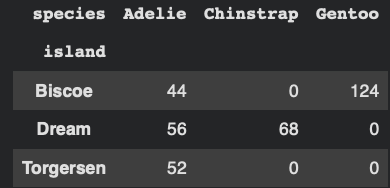 species Adelie Chinstrap Gentoo
island
Biscoe 44 0 124
Dream 56 68 0
Torgersen 52 0 0